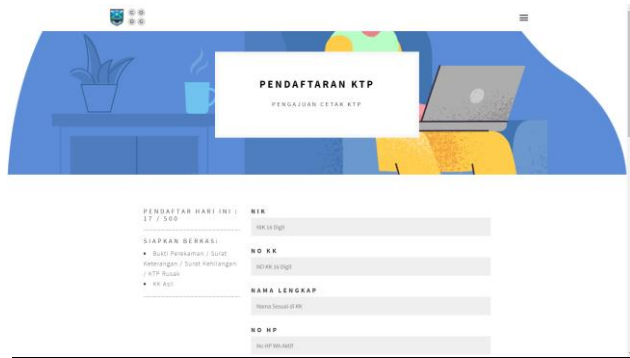 PENDAFTARAN KTP
PENGAJUAN CETAK KTP
PENDAFTAR HARI INI :
17 / 500
SIAPKAN BERKAS:
Bukti Perekaman / Surat
Keterangan / Surat Kehilangan
/ KTP Rusak
KK Asli
NIK
NIK 16 Digit
NO KK
NO KK 16 Digit
NAMA LENGKAP
Nama Sesuai di KK
NO HP
No HP WA Aktif